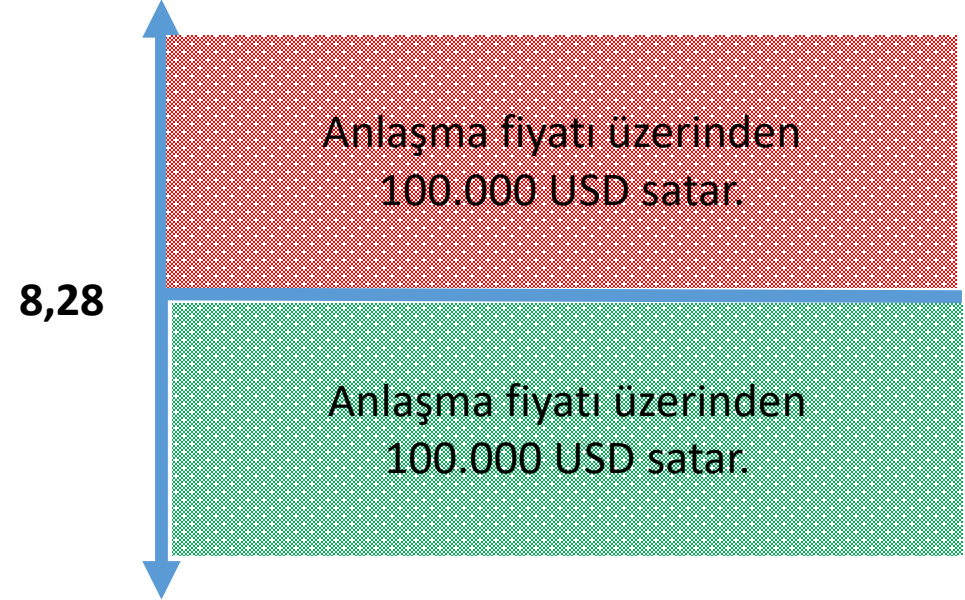 Anlaşma fiyatı üzerinden
100.000 USD satar.
8,28
Anlaşma fiyatı üzerinden
100.000 USD satar.